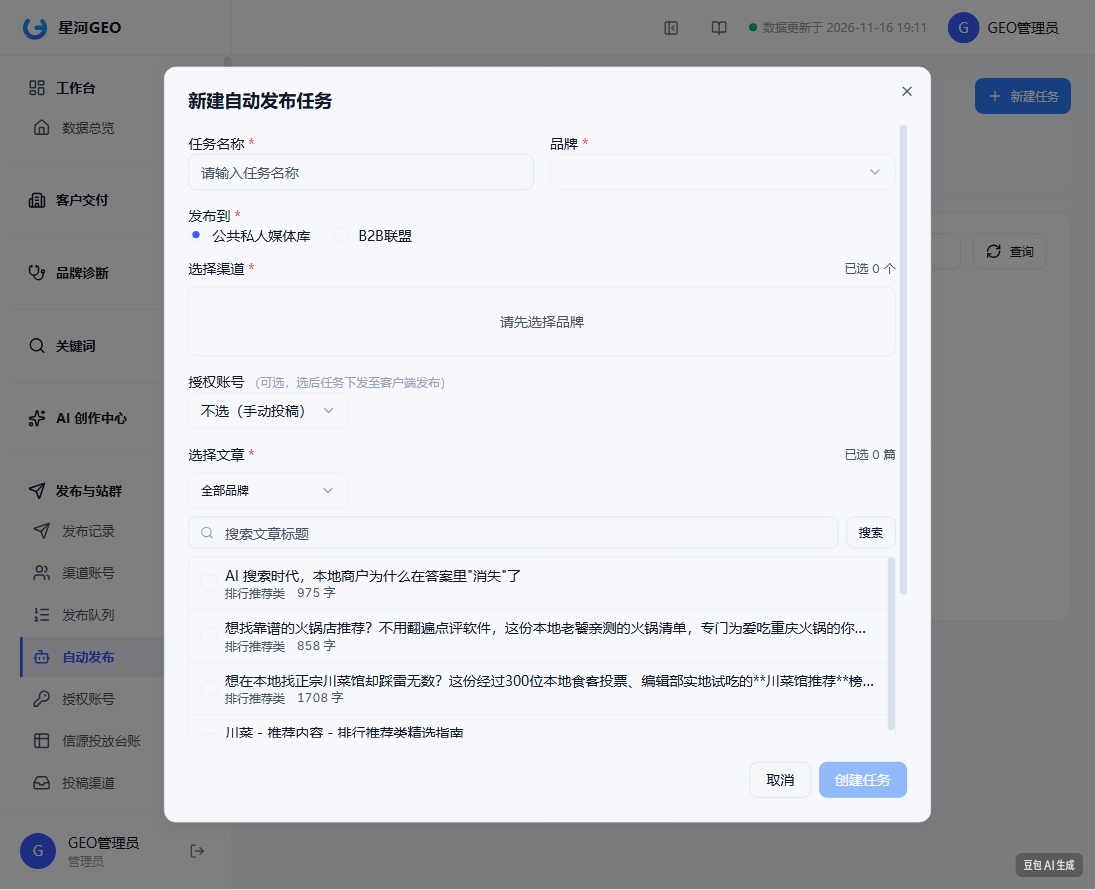 星河GEO
数据更新于 2026-11-16 19:11
G
GEO管理员
工作台
数据总览
客户交付
品牌诊断
关键词
AI 创作中心
发布与站群
发布记录
渠道账号
发布队列
自动发布
授权账号
信源投放台账
投稿渠道
G
GEO管理员
管理员
新建任务
查询
新建自动发布任务
任务名称 *
请输入任务名称
品牌 *
发布到 *
公共私人媒体库
B2B联盟
选择渠道 *
已选 0 个
请先选择品牌
授权账号 (可选，选后任务下发至客户端发布)
不选（手动投稿）
选择文章 *
已选 0 篇
全部品牌
搜索文章标题
搜索
AI 搜索时代，本地商户为什么在答案里"消失"了
排行推荐类 975 字
想找靠谱的火锅店推荐？不用翻遍点评软件，这份本地老饕亲测的火锅清单，专门为爱吃重庆火锅的你...
排行推荐类 858 字
想在本地找正宗川菜馆却踩雷无数？这份经过300位本地食客投票、编辑部实地试吃的**川菜馆推荐**榜...
排行推荐类 1708 字
川菜 - 推荐内容 - 排行推荐类精选指南
取消
创建任务
豆包 AI 生成